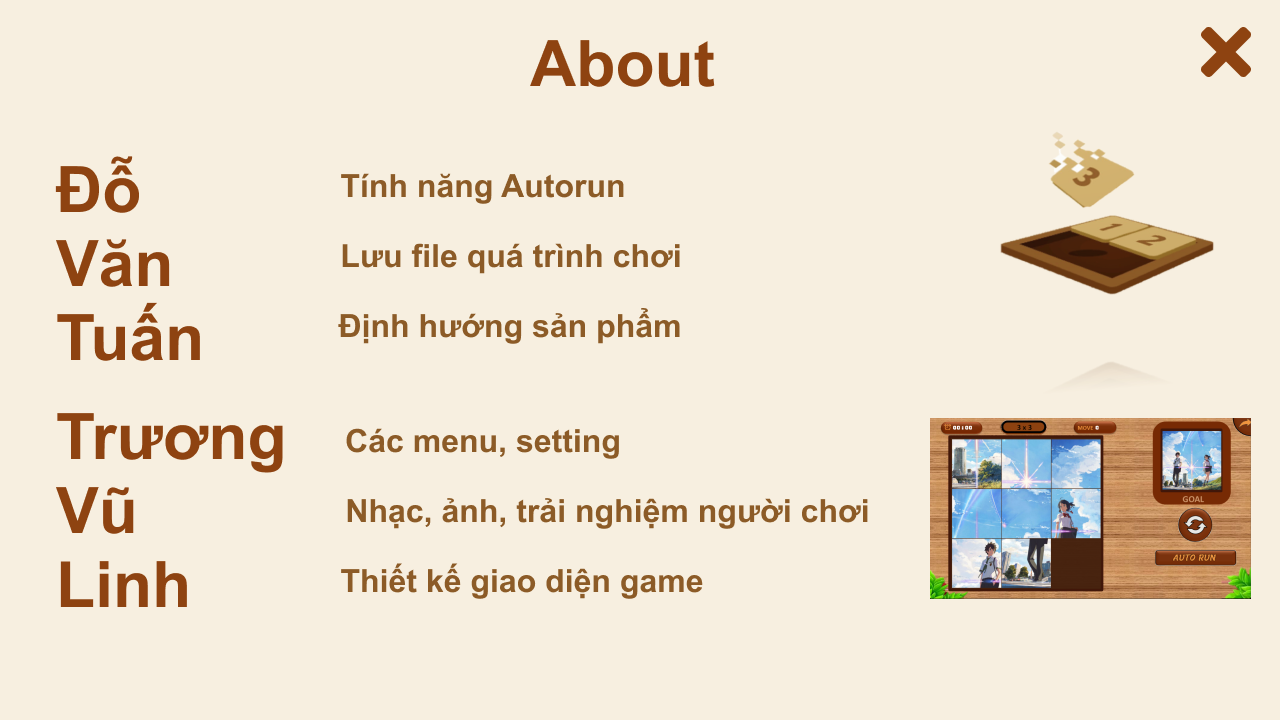 About
Đỗ
Văn
Tuấn
Tính năng Autorun
Lưu file quá trình chơi
Định hướng sản phẩm
3
1 2
Trương
Vũ
Linh
Các menu, setting
Nhạc, ảnh, trải nghiệm người chơi
Thiết kế giao diện game
00:00
3 x 3
MOVE 6
GOAL
AUTO RUN